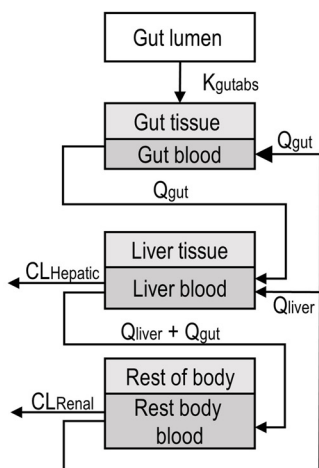 Gut lumen
Kgutabs
Gut tissue
Gut blood
Qgut
Qgut
Liver tissue
CLHepatic
Liver blood
Qliver
Qliver + Qgut
Rest of body
CLRenal
Rest body
blood